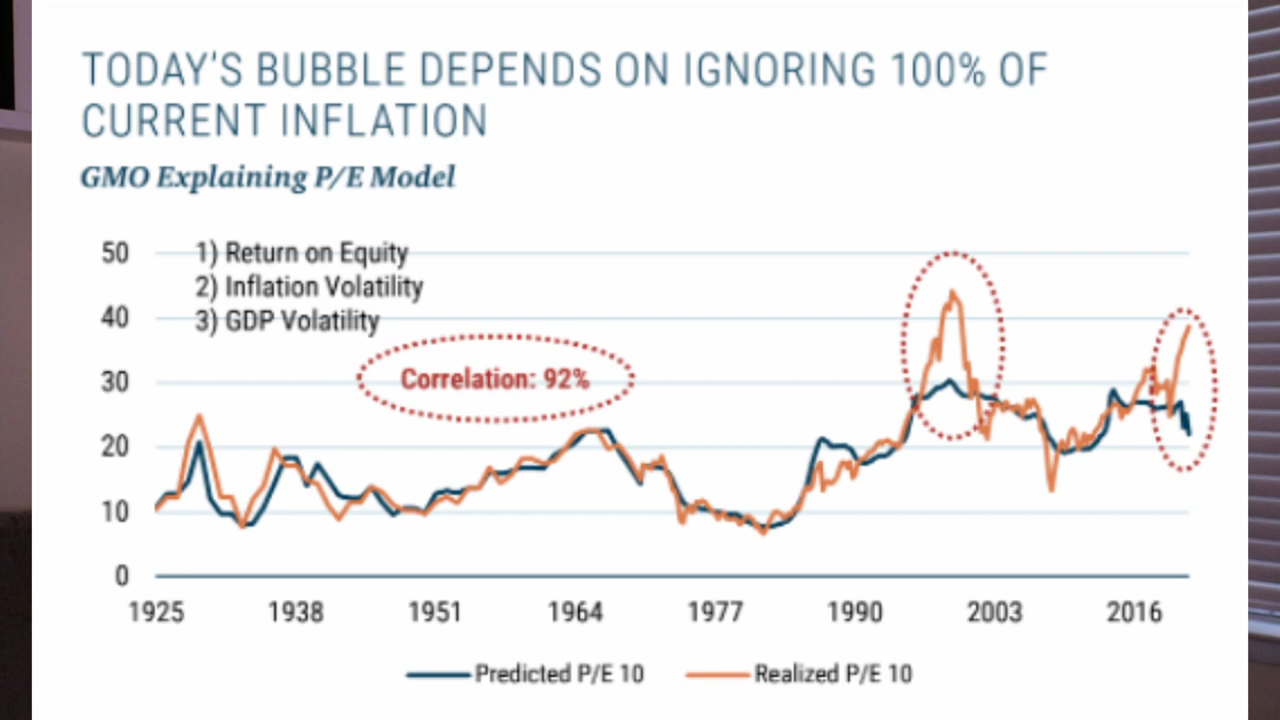 TODAY'S BUBBLE DEPENDS ON IGNORING 100% OF
CURRENT INFLATION
GMO Explaining P/E Model
50
40
30
20
10
0
1) Return on Equity
2) Inflation Volatility
3) GDP Volatility
Correlation: 92%
1925 1938 1951 1964 1977 1990 2003 2016
Predicted P/E 10 Realized P/E 10